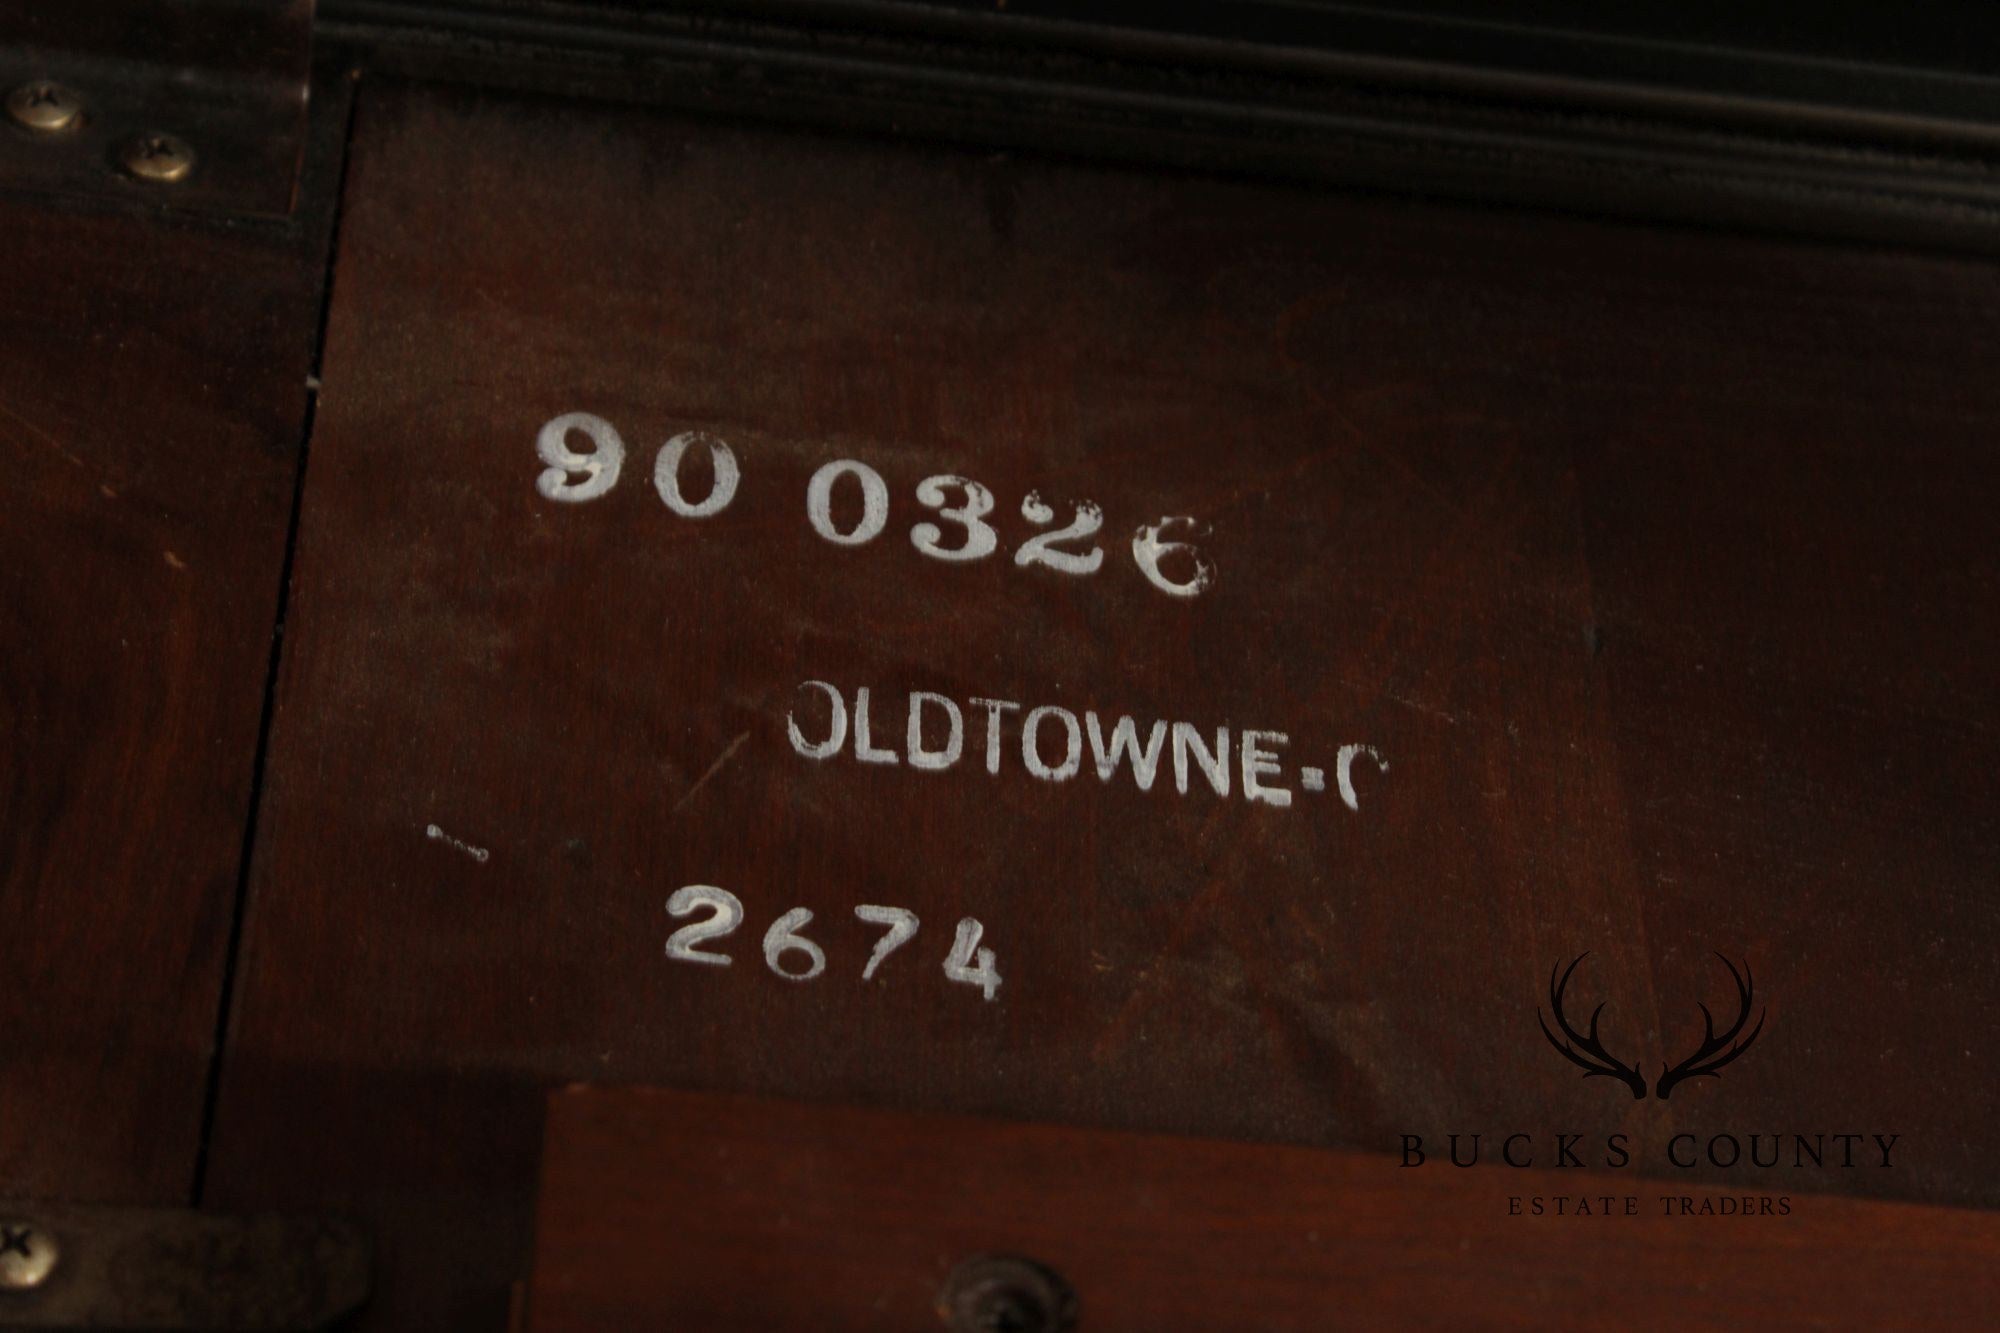 90 0326
OLDTOWNE-
2674
BUCKS COUNTY
ESTATE TRADERS